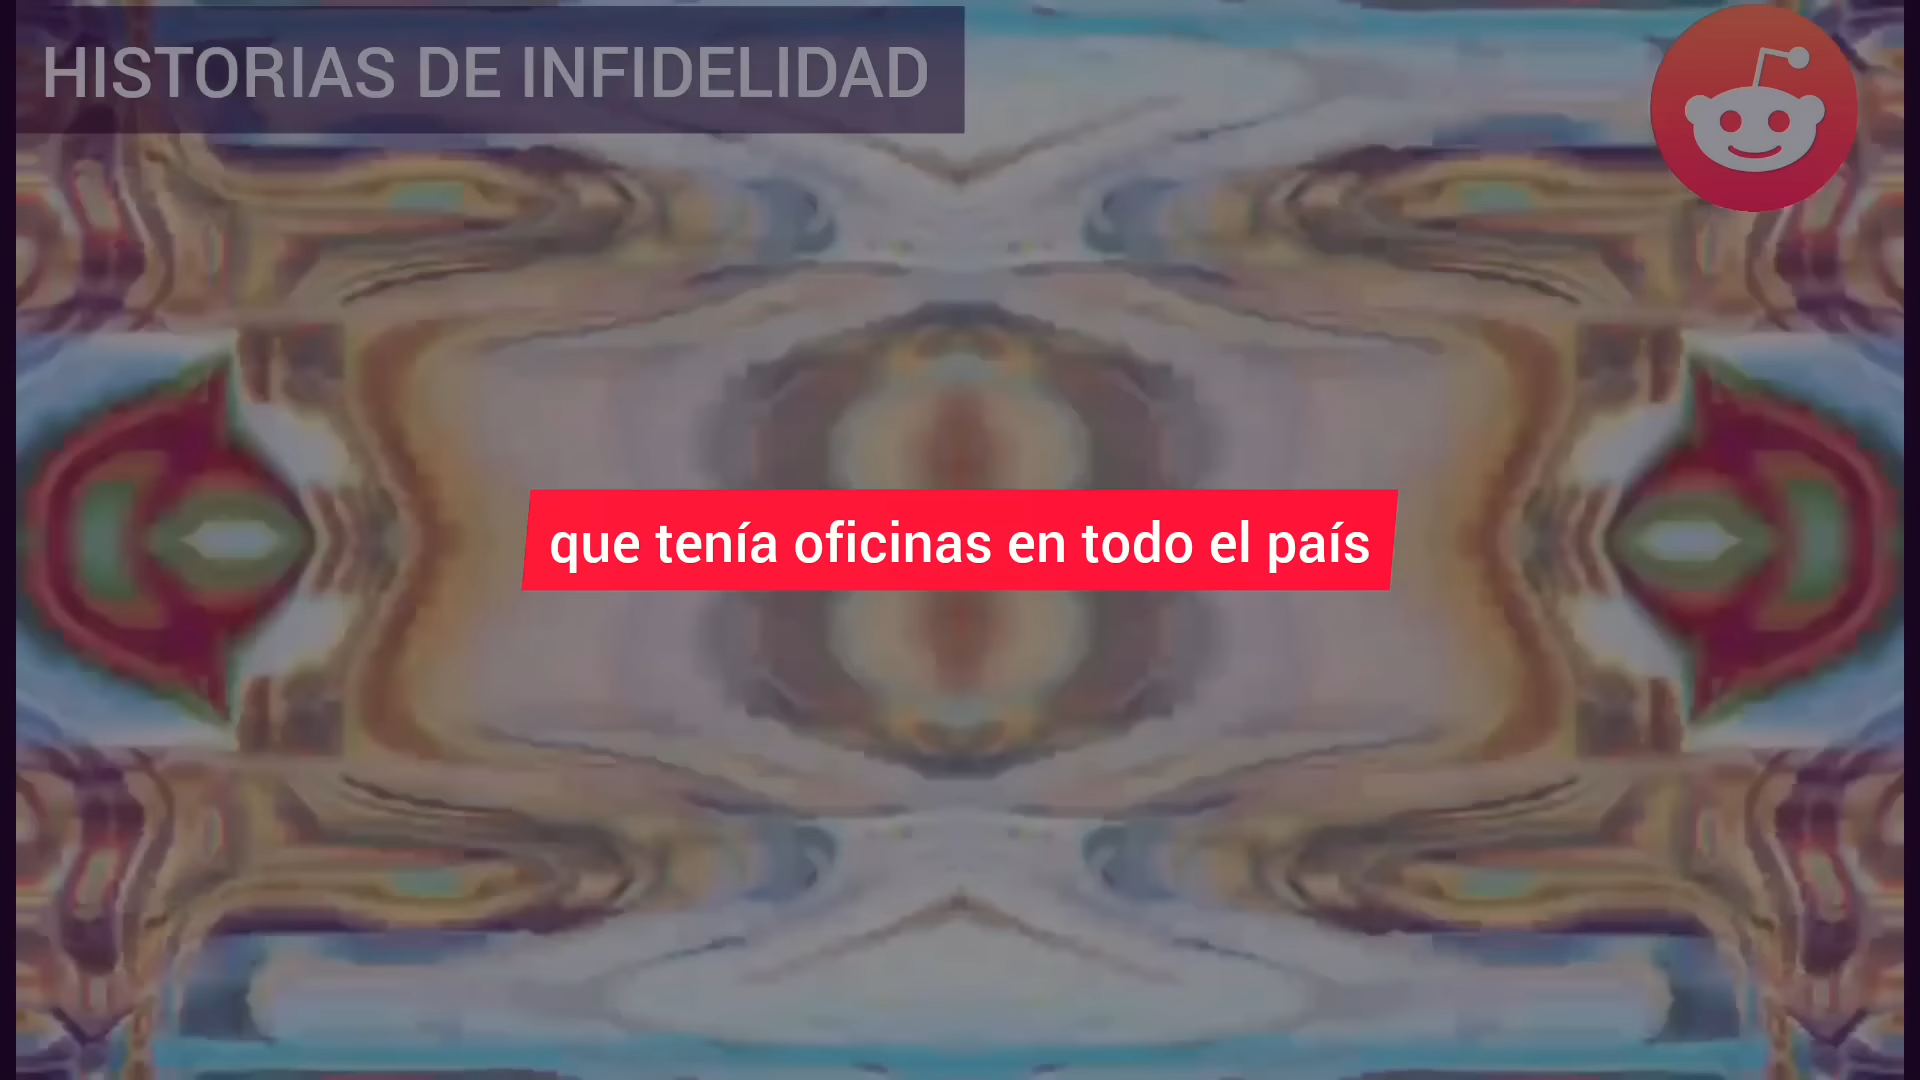 HISTORIAS DE INFIDELIDAD
que tenía oficinas en todo el país